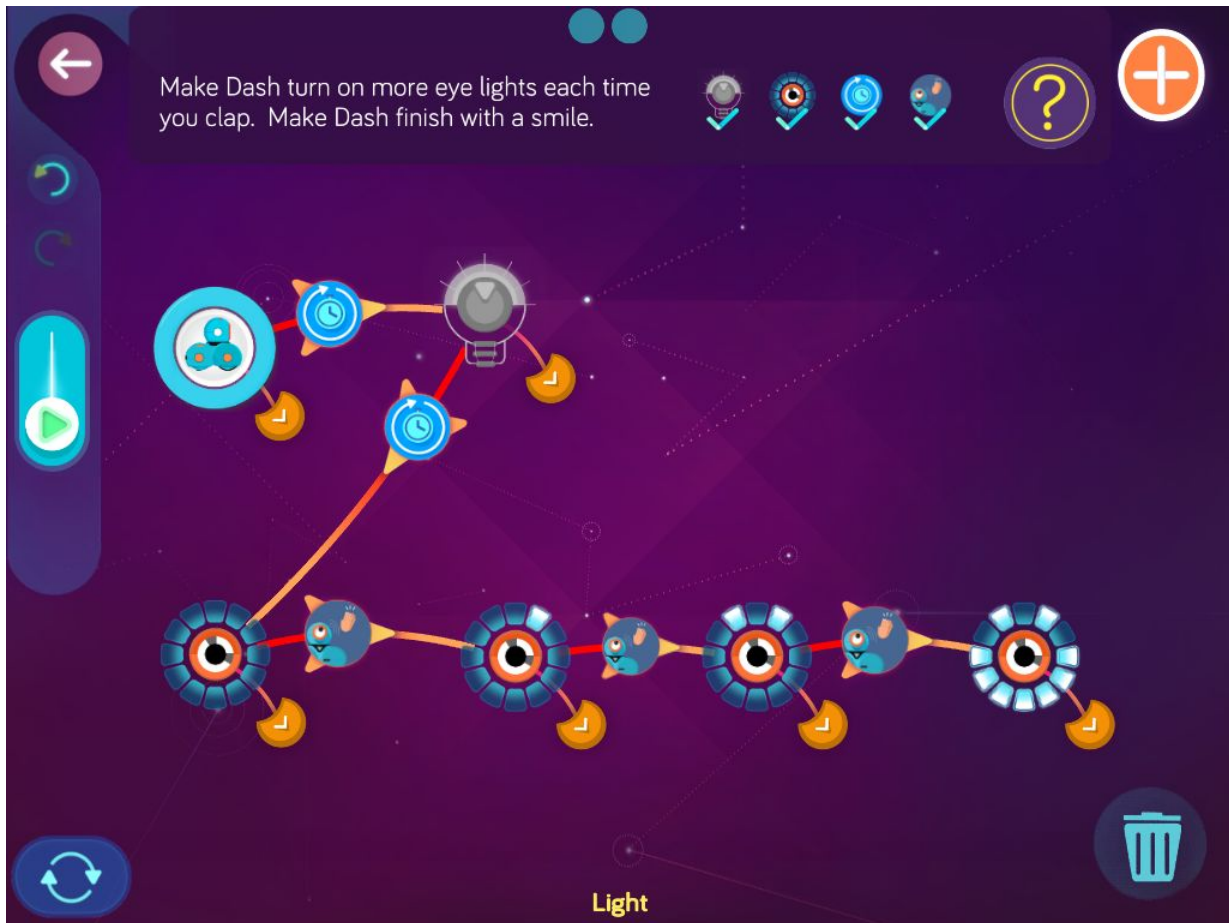 Make Dash turn on more eye lights each time
you clap.  Make Dash finish with a smile.
?
Light